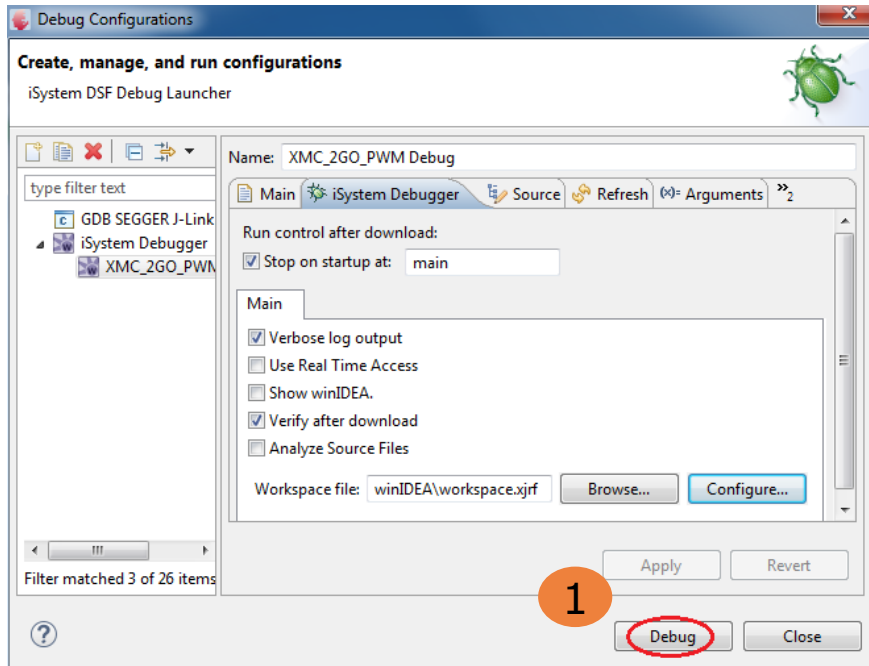 Debug Configurations
Create, manage, and run configurations
iSystem DSF Debug Launcher
type filter text
GDB SEGGER J-Link
iSystem Debugger
XMC_2GO_PWM
Filter matched 3 of 26 items
Name: XMC_2GO_PWM Debug
Main iSystem Debugger Source Refresh (x)= Arguments »2
Run control after download:
Stop on startup at: main
Main
Verbose log output
Use Real Time Access
Show winIDEA.
Verify after download
Analyze Source Files
Workspace file: winIDEA\workspace.xjrf Browse... Configure...
Apply Revert
1
? Debug Close